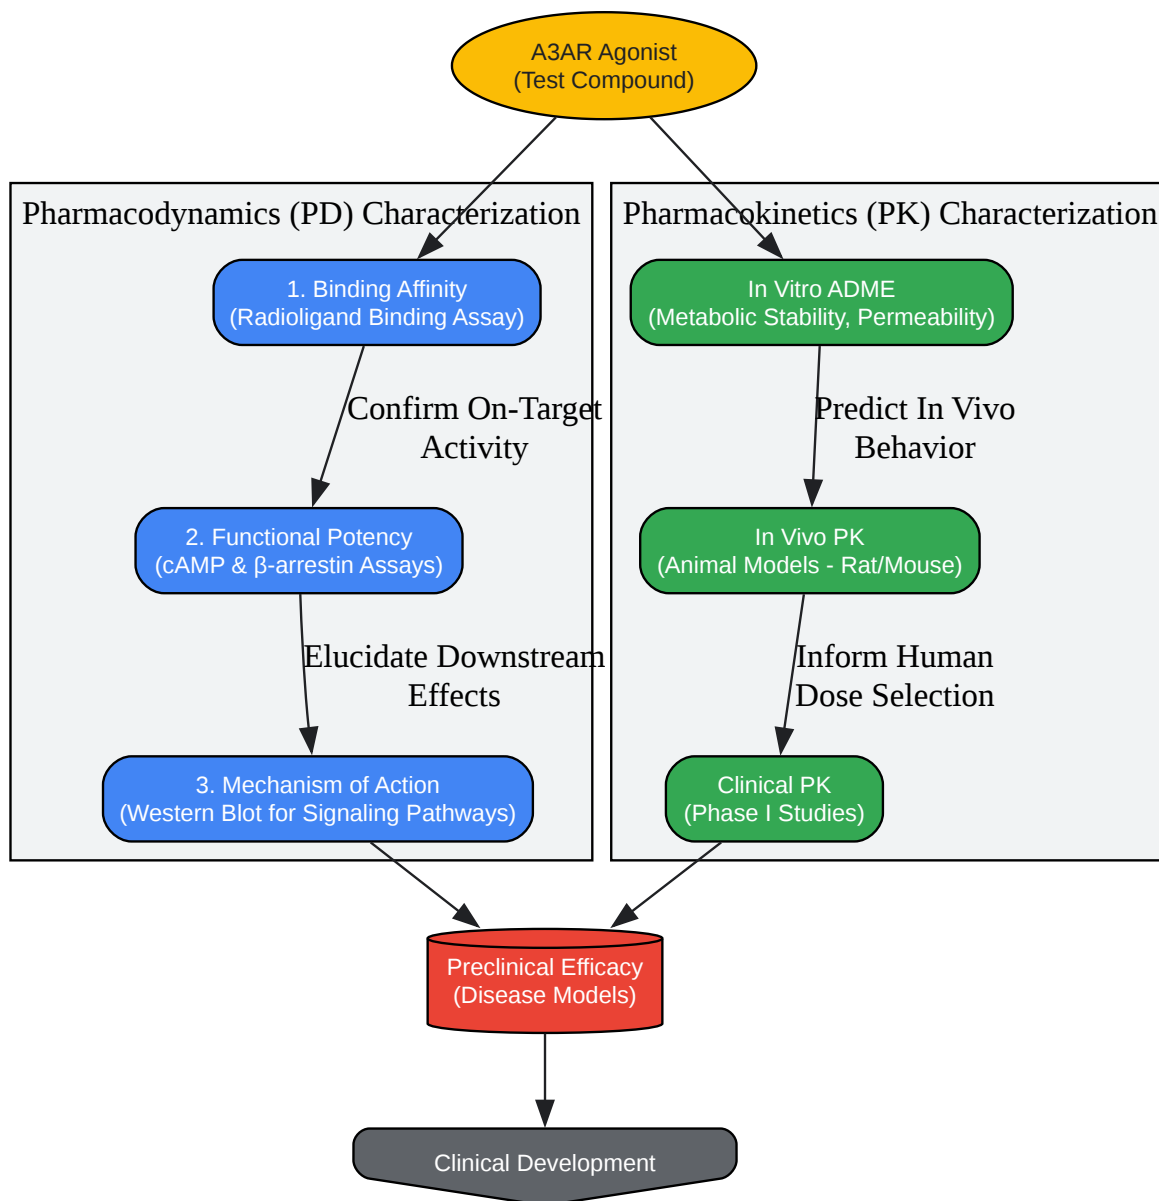 A3AR Agonist
(Test Compound)
Pharmacodynamics (PD) Characterization
1. Binding Affinity
(Radioligand Binding Assay)
Confirm On-Target
Activity
2. Functional Potency
(cAMP & β-arrestin Assays)
Elucidate Downstream
Effects
3. Mechanism of Action
(Western Blot for Signaling Pathways)
Pharmacokinetics (PK) Characterization
In Vitro ADME
(Metabolic Stability, Permeability)
Predict In Vivo
Behavior
In Vivo PK
(Animal Models - Rat/Mouse)
Inform Human
Dose Selection
Clinical PK
(Phase I Studies)
Preclinical Efficacy
(Disease Models)
Clinical Development